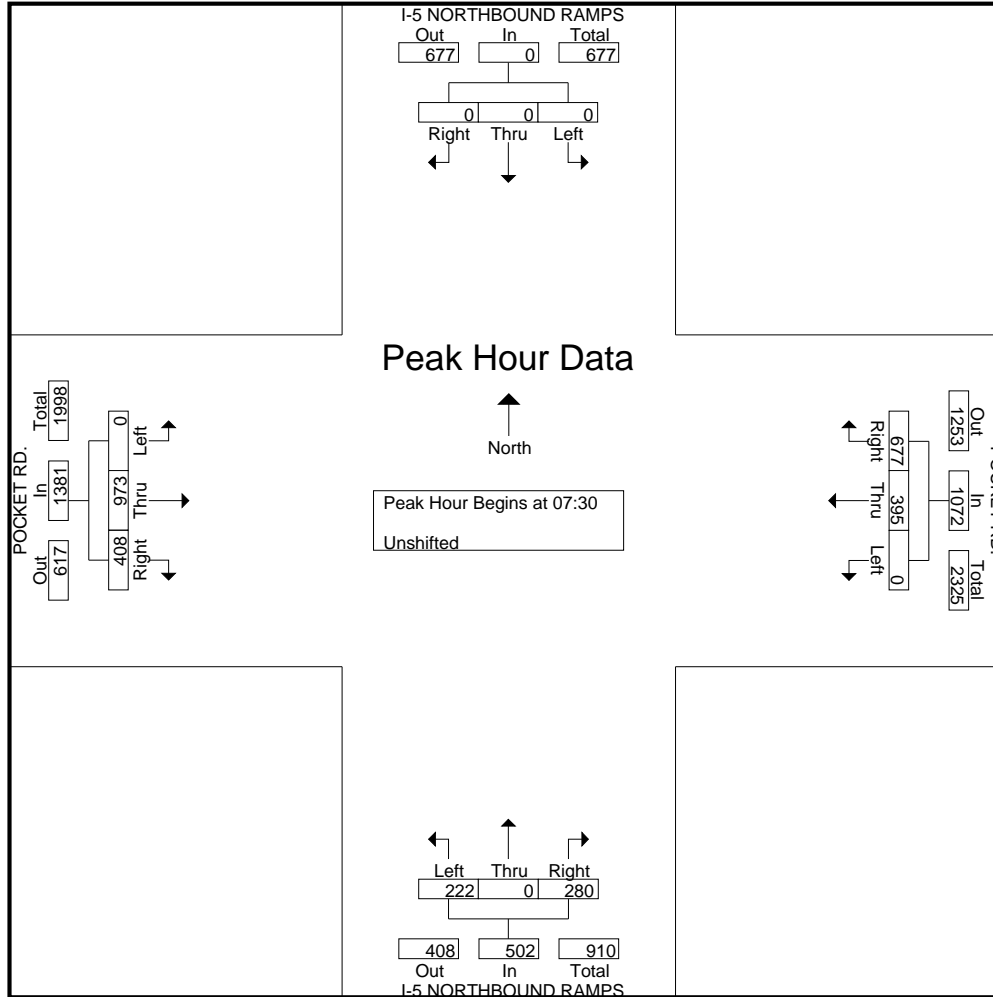 I-5 NORTHBOUND RAMPS
Out In Total
677 0 677
0 0 0
Right Thru Left
Peak Hour Data
North
Peak Hour Begins at 07:30
Unshifted
POCKET RD.
Out In Total
617 1381 1998
408 973 0
Right Thru Left
Out In Total
1253 1072 2325
677 395 0
Right Thru Left
Left Thru Right
222 0 280
408 502 910
Out In Total
I-5 NORTHBOUND RAMPS